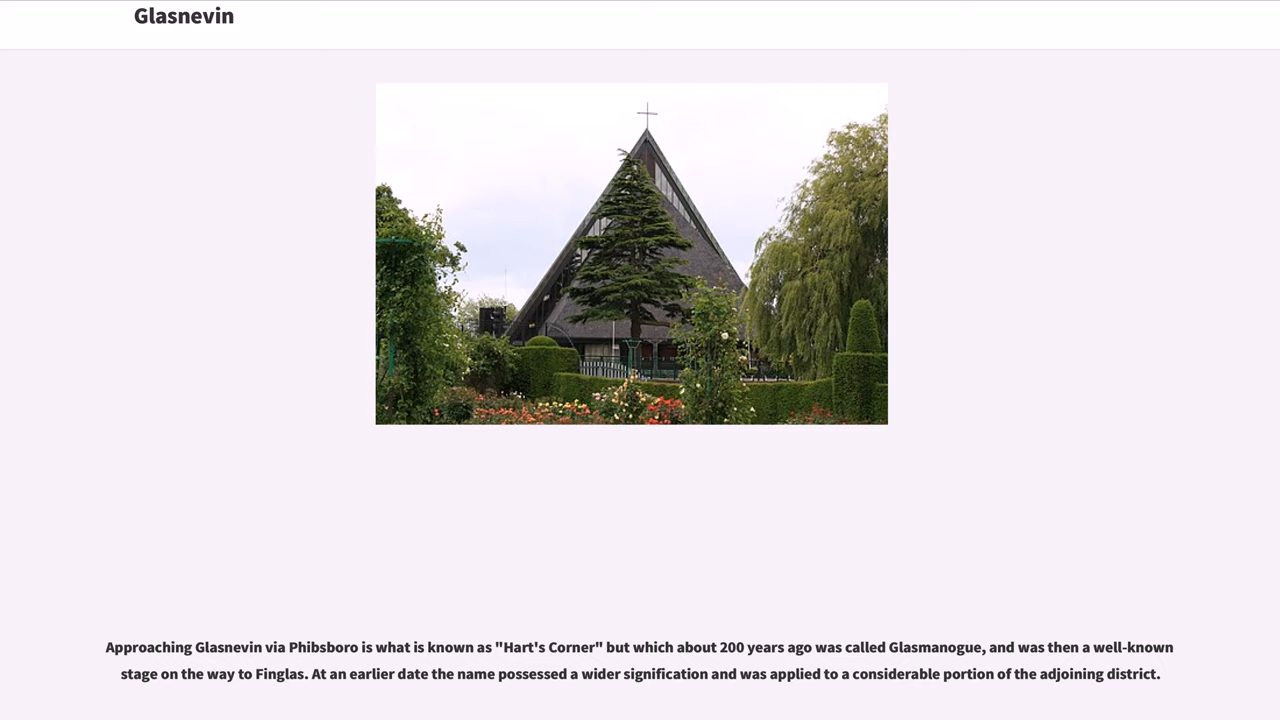 Glasnevin
Approaching Glasnevin via Phibsboro is what is known as "Hart's Corner" but which about 200 years ago was called Glasmanogue, and was then a well-known
stage on the way to Finglas. At an earlier date the name possessed a wider signification and was applied to a considerable portion of the adjoining district.